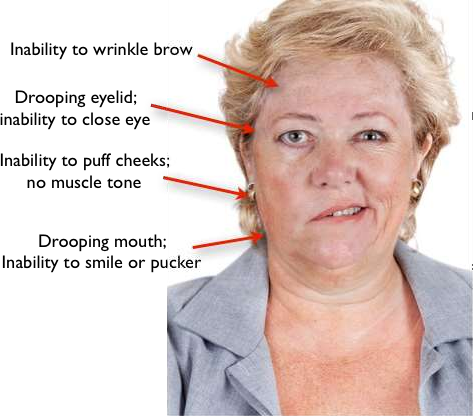 Inability to wrinkle brow
Drooping eyelid;
inability to close eye
Inability to puff cheeks;
no muscle tone
Drooping mouth;
Inability to smile or pucker